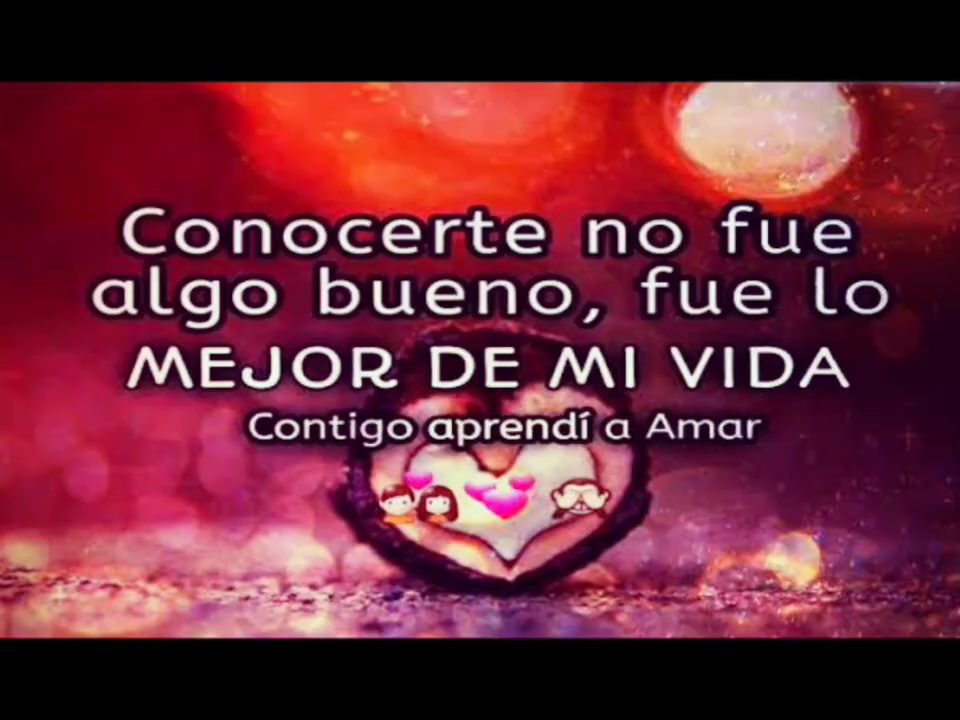 Conocerte no fue
algo bueno, fue lo
MEJOR DE MI VIDA
Contigo aprendí a Amar